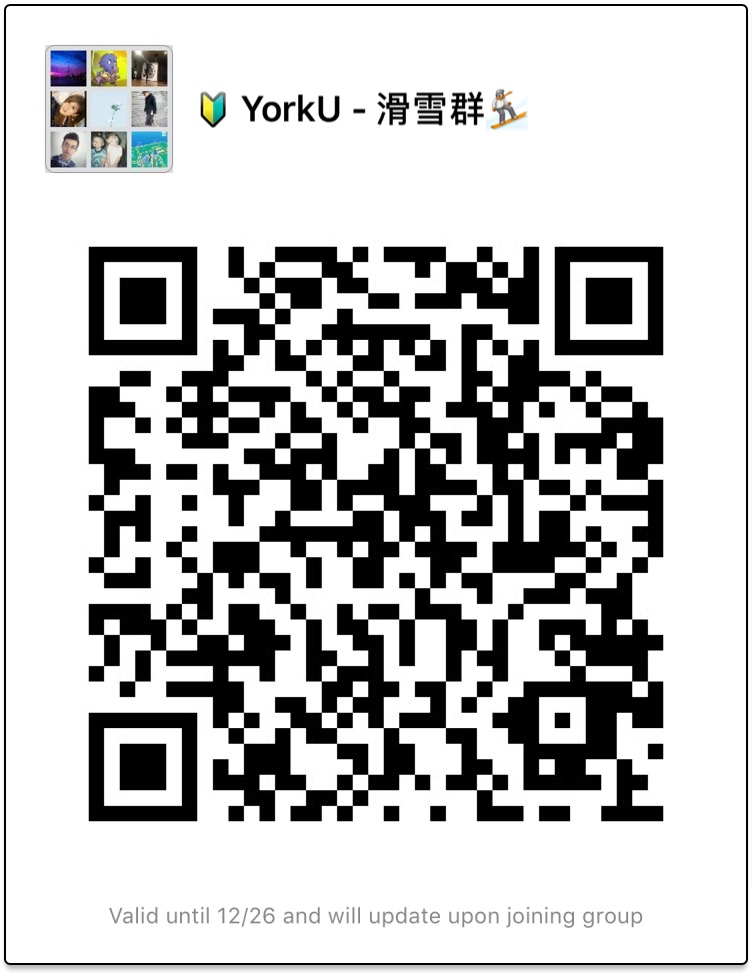 🔰 YorkU - 滑雪群🏂
Valid until 12/26 and will update upon joining group